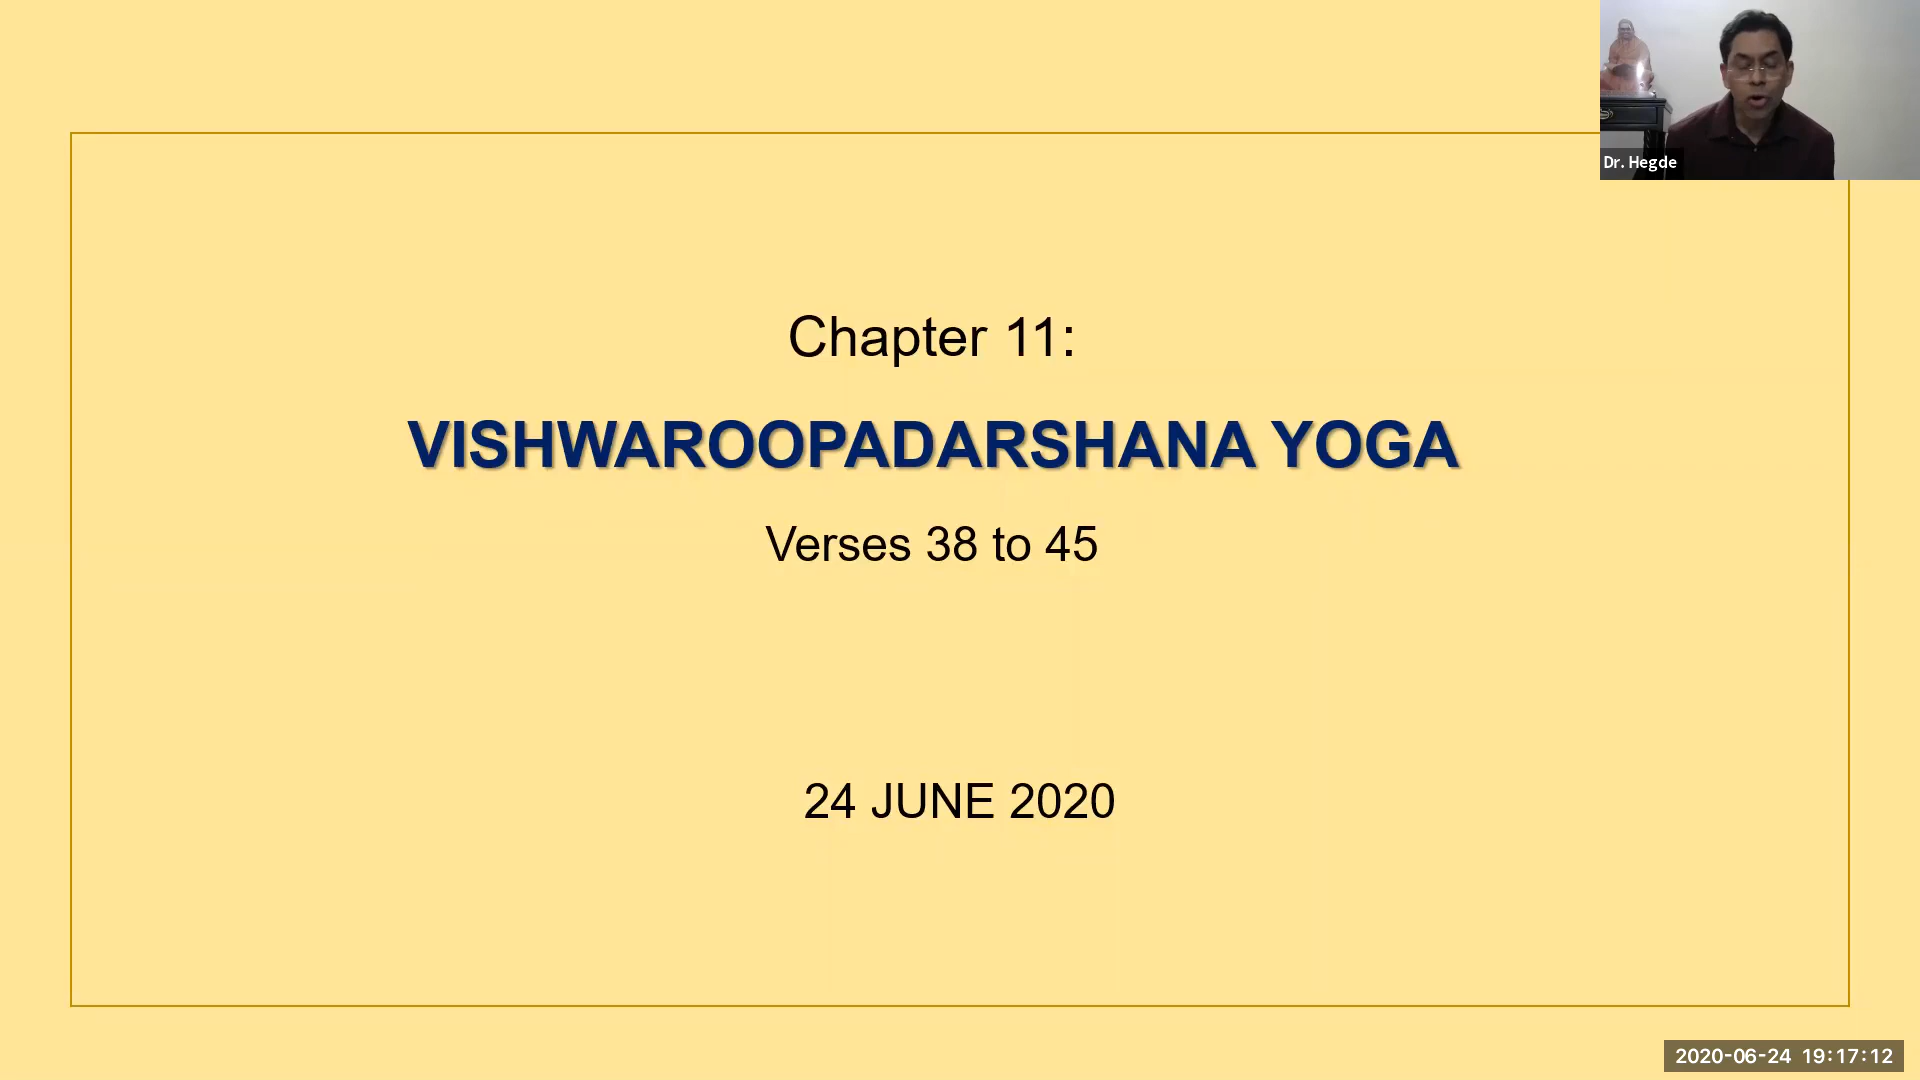 Dr. Hegde
Chapter 11:
VISHWAROOPADARSHANA YOGA
Verses 38 to 45
24 JUNE 2020
2020-06-24 19:17:12